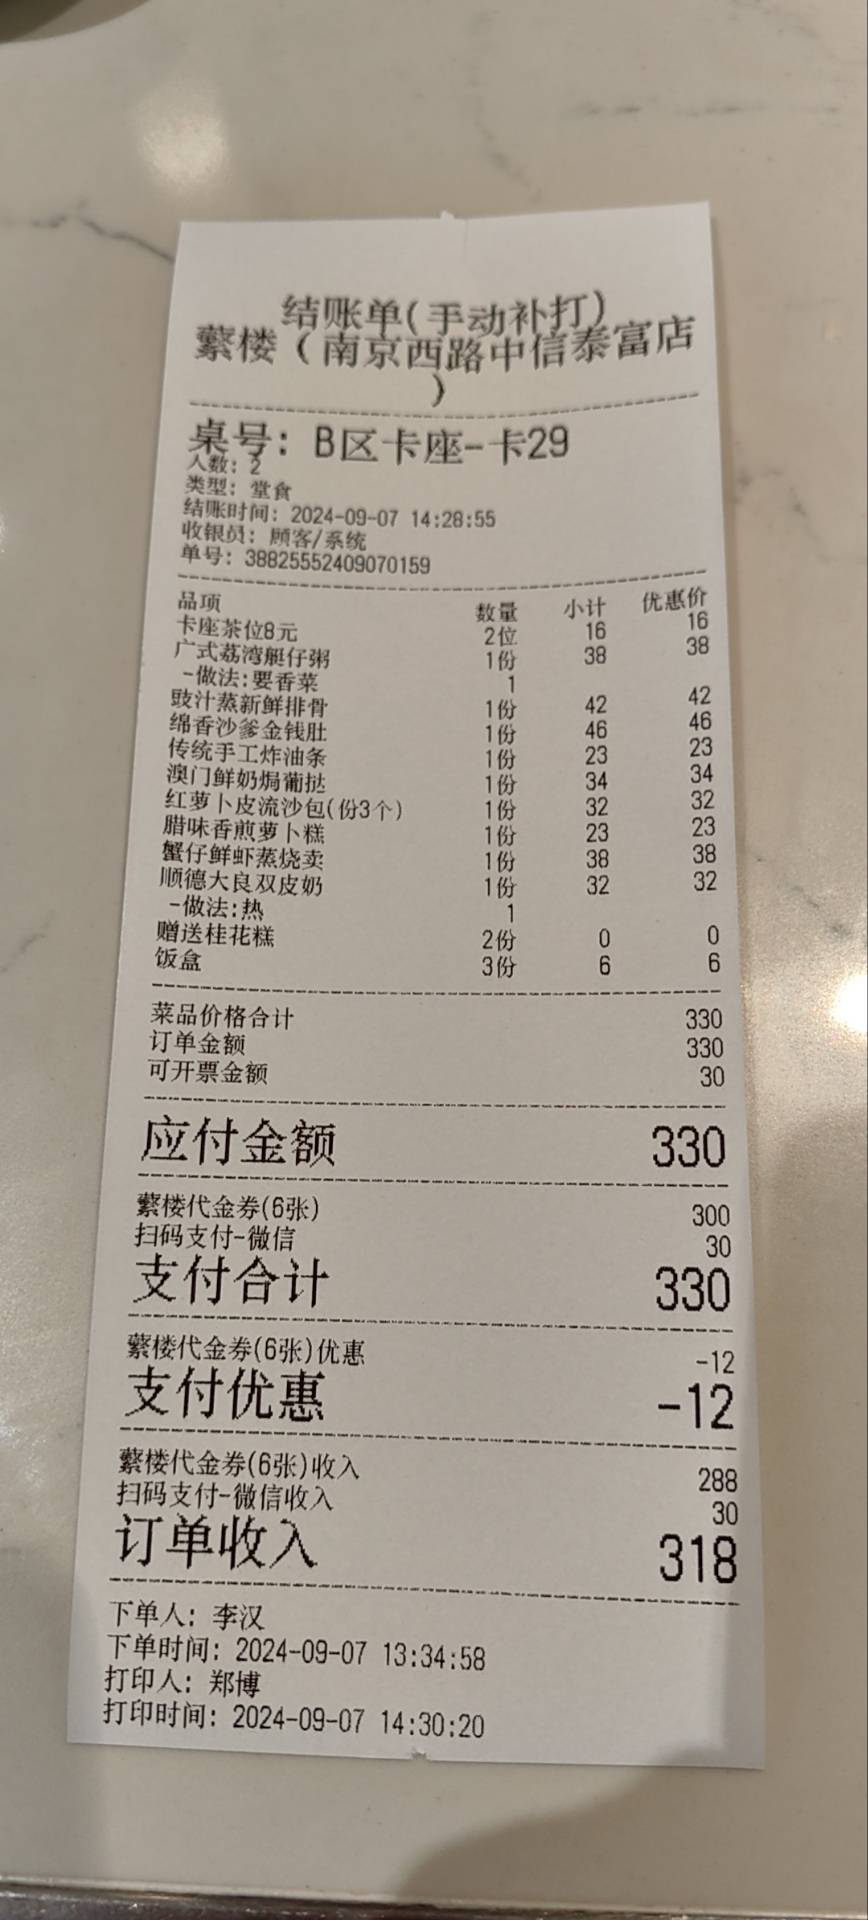 结账单(手动补打)
蘩楼（南京西路中信泰富店
）
桌号: B区卡座-卡29
人数: 2
类型: 堂食
结账时间: 2024-09-07 14:28:55
收银员: 顾客/系统
单号: 388255552409070159
品项 数量 小计 优惠价
卡座茶位8元 2位 16 16
广式荔湾艇仔粥 1份 38 38
-做法:要香菜 1
豉汁蒸新鲜排骨 1份 42 42
绵香沙爹金钱肚 1份 46 46
传统手工炸油条 1份 23 23
澳门鲜奶焗葡挞 1份 34 34
红萝卜皮流沙包(份3个) 1份 32 32
腊味香煎萝卜糕 1份 23 23
蟹仔鲜虾蒸烧卖 1份 38 38
顺德大良双皮奶 1份 32 32
-做法:热 1
赠送桂花糕 2份 0 0
饭盒 3份 6 6
菜品价格合计 330
订单金额 330
可开票金额 30
应付金额 330
蘩楼代金券(6张) 300
扫码支付-微信 30
支付合计 330
蘩楼代金券(6张)优惠 -12
支付优惠 -12
蘩楼代金券(6张)收入 288
扫码支付-微信收入 30
订单收入 318
下单人: 李汉
下单时间: 2024-09-07 13:34:58
打印人: 郑博
打印时间: 2024-09-07 14:30:20